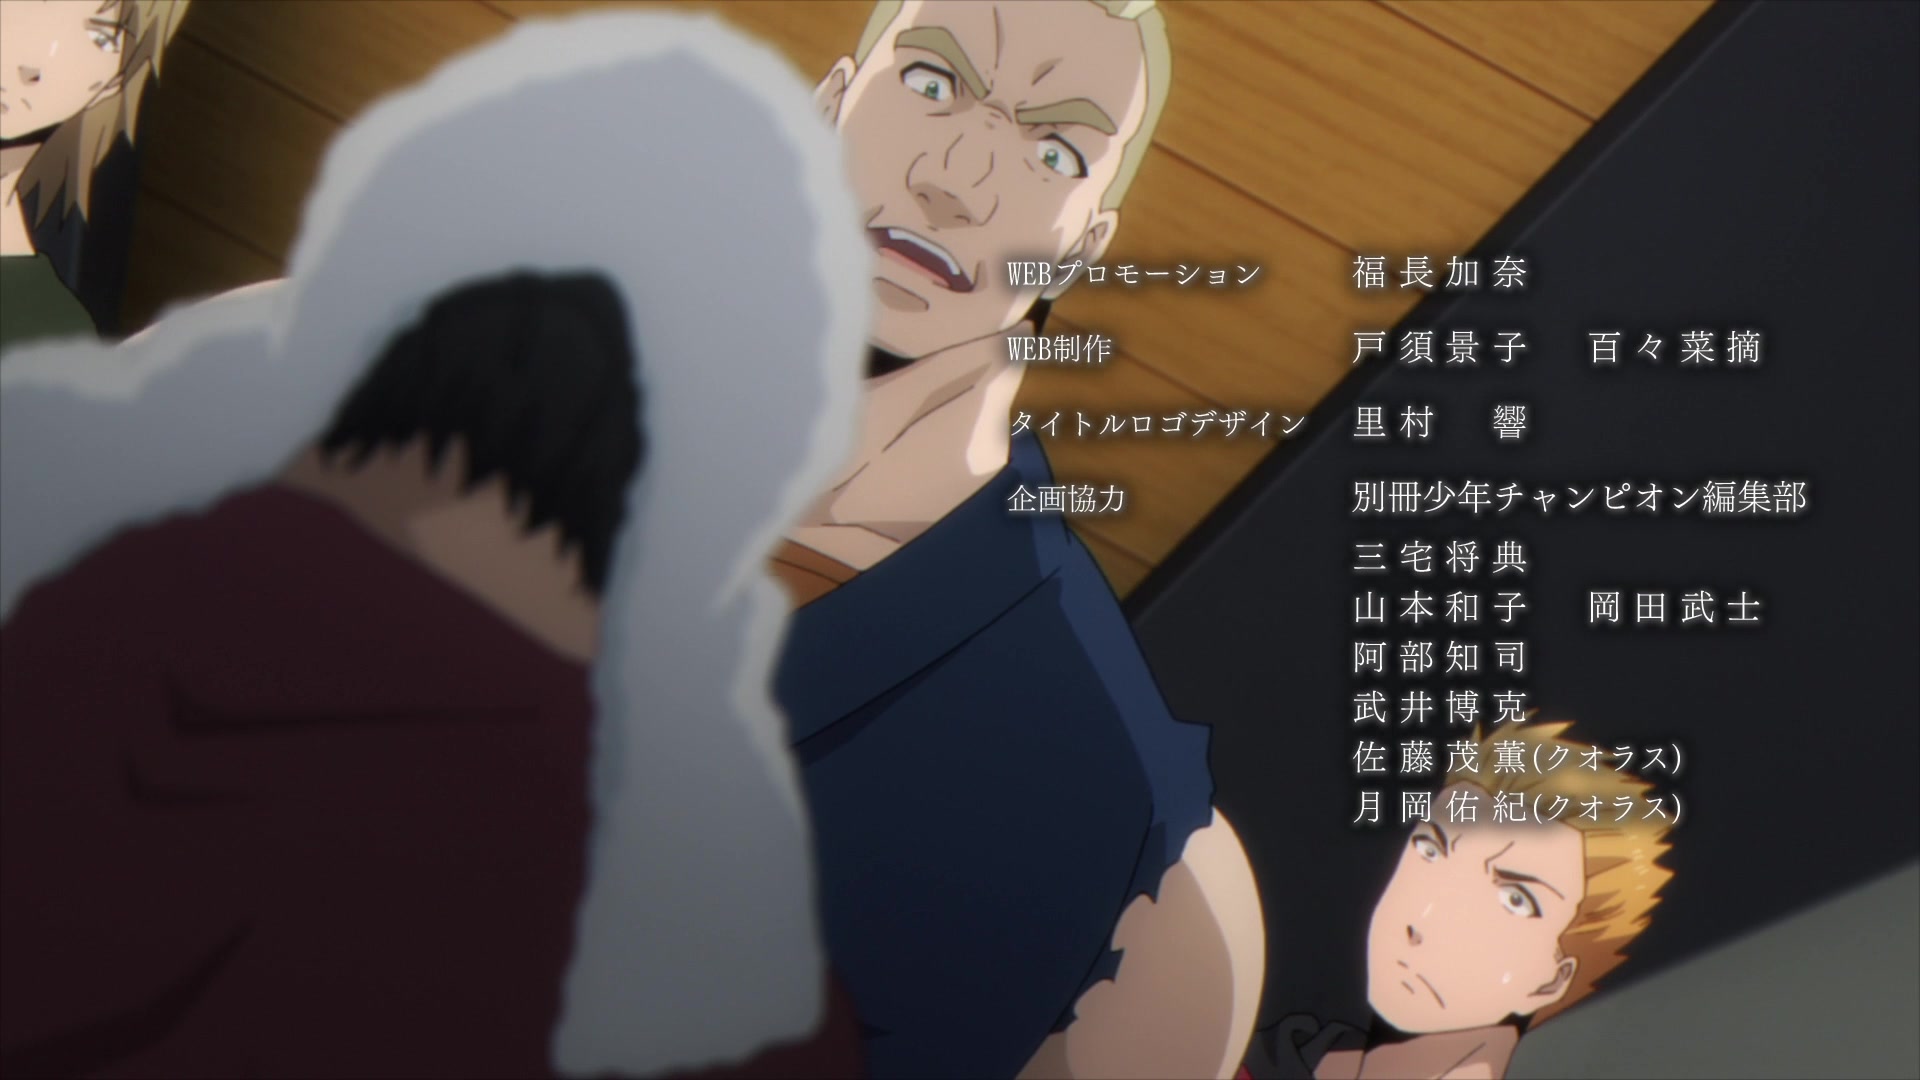 WEBプロモーション 福長加奈
WEB制作 戸須景子 百々菜摘
タイトルロゴデザイン 里村 響
企画協力 別冊少年チャンピオン編集部
三宅将典
山本和子 岡田武士
阿部知司
武井博克
佐藤茂薫(クオラス)
月岡佑紀(クオラス)